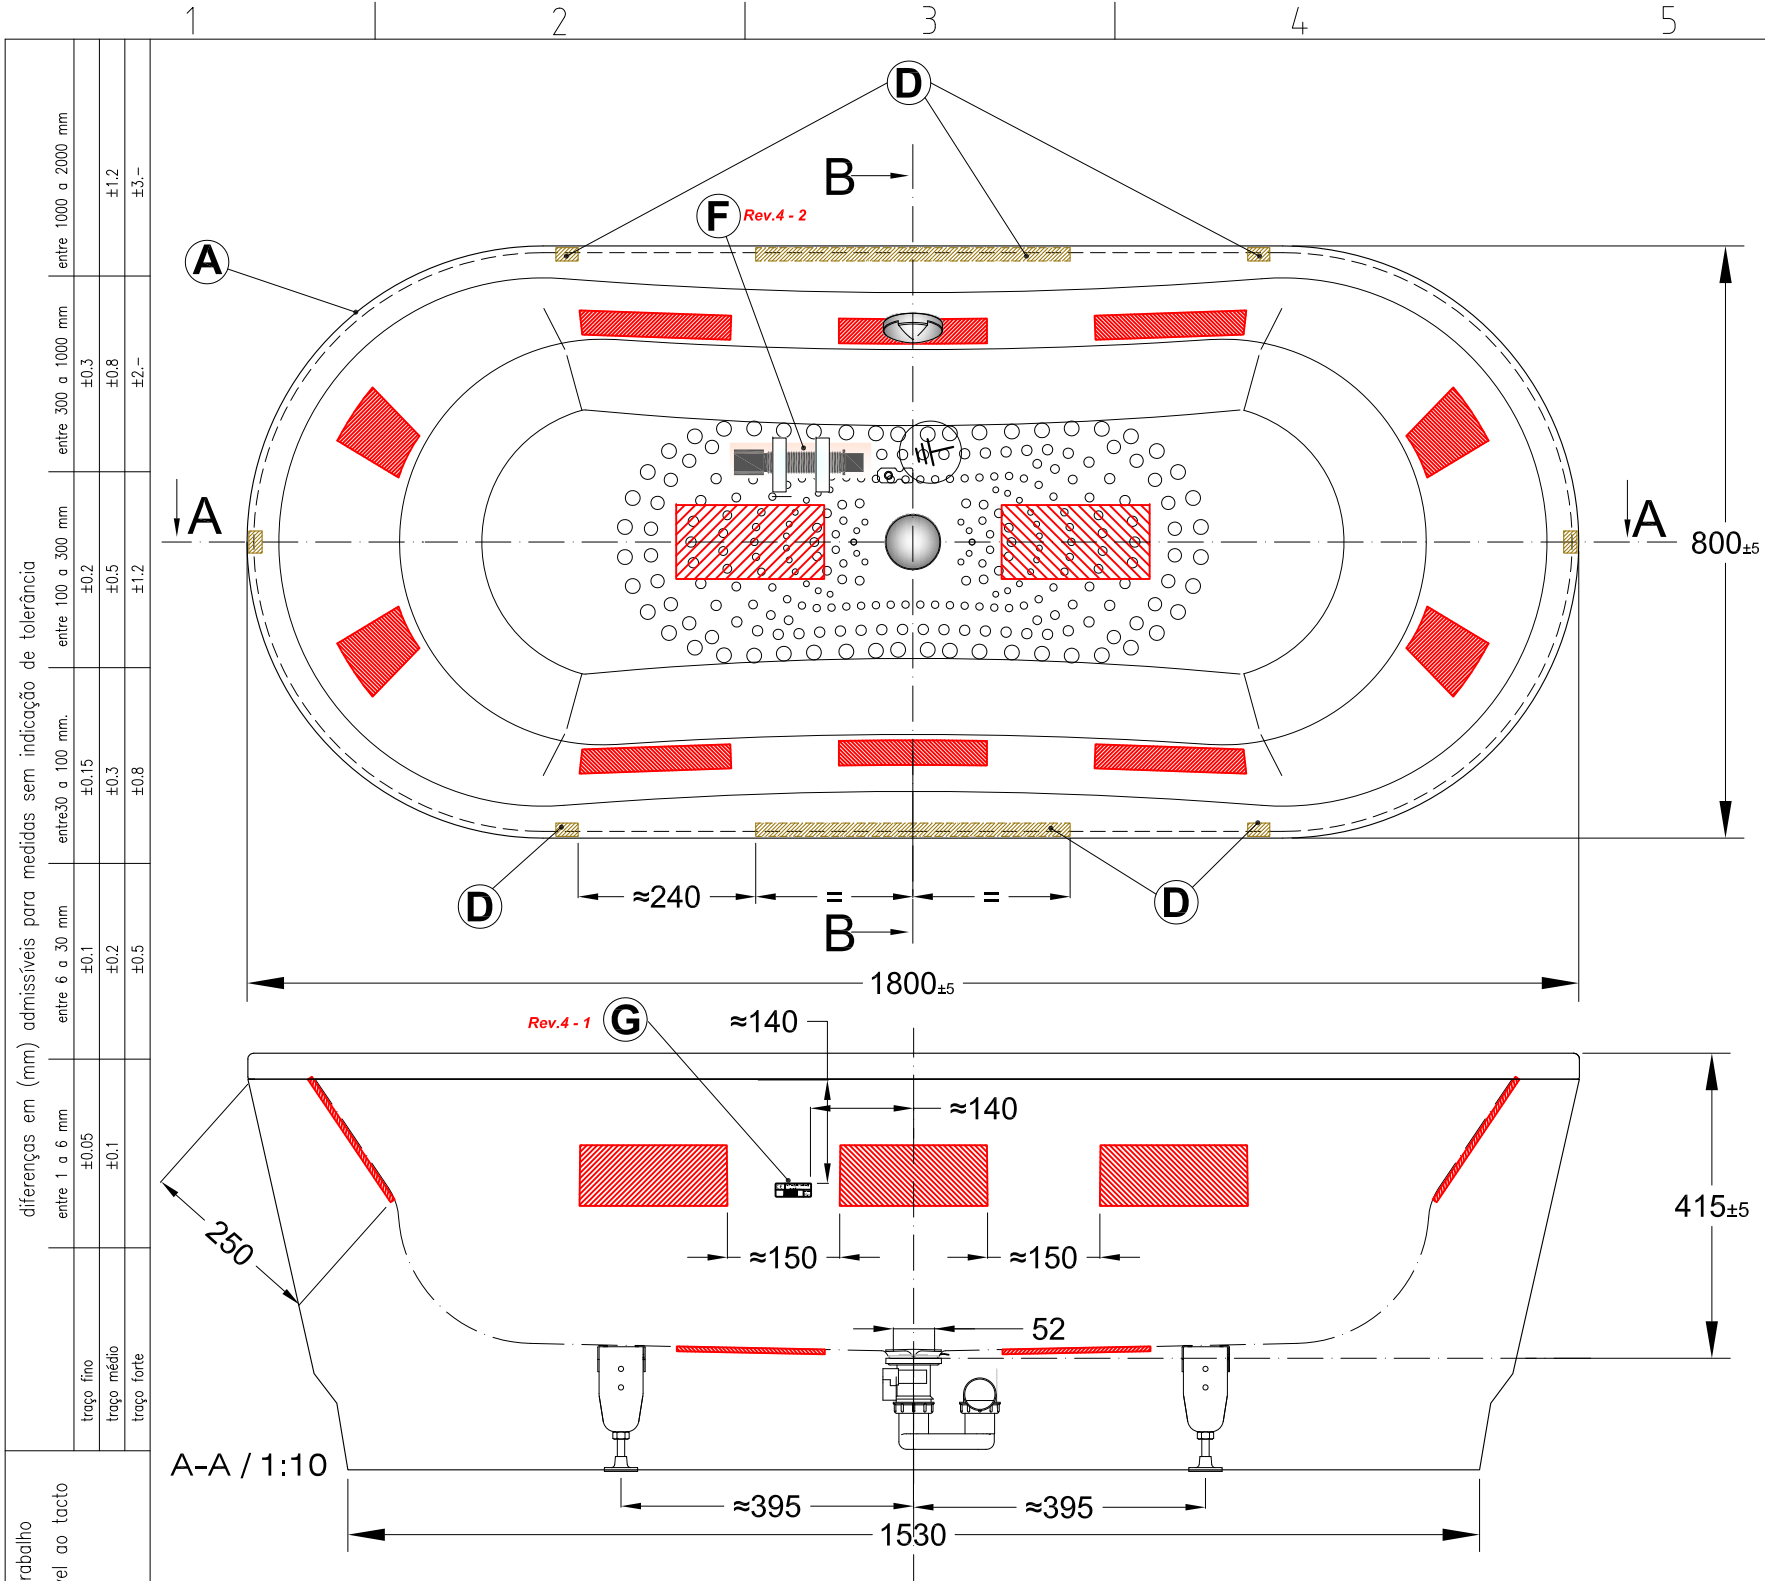 1 2 3 4 5
D
B
F Rev.4 - 2
A
A A
800±5
D ≈240 = = D
B
1800±5
Rev.4 - 1 G ≈140
≈140
250
≈150 ≈150
415±5
52
A-A / 1:10
≈395 ≈395
1530
diferenças em (mm) admissíveis para medidas sem indicação de tolerância
entre 1 a 6 mm entre 6 a 30 mm entre30 a 100 mm. entre 100 a 300 mm entre 300 a 1000 mm entre 1000 a 2000 mm
traço fino ±0.05 ±0.1 ±0.15 ±0.2 ±0.3
traço médio ±0.1 ±0.2 ±0.3 ±0.5 ±0.8 ±1.2
traço forte ±0.5 ±0.8 ±1.2 ±2.- ±3.-
rabalho
vel ao tacto